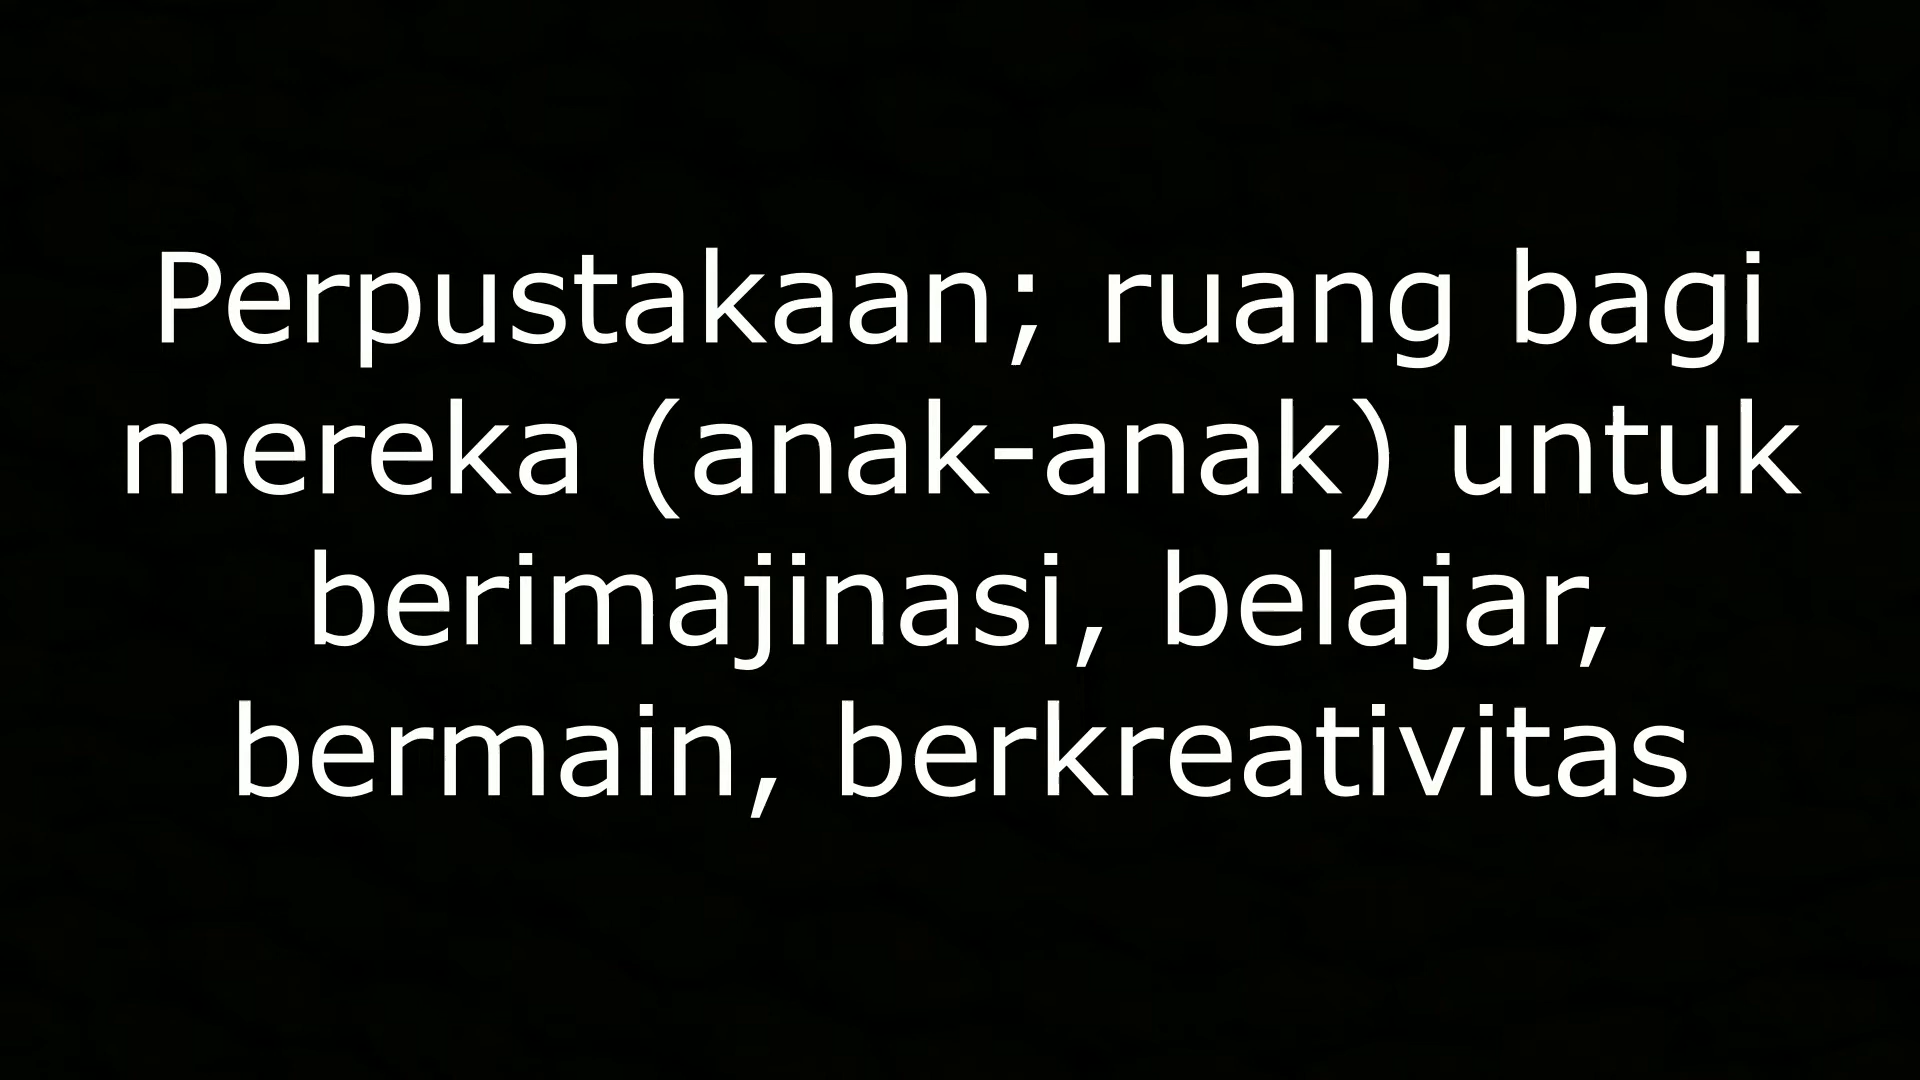 Perpustakaan; ruang bagi
mereka (anak-anak) untuk
berimajinasi, belajar,
bermain, berkreativitas